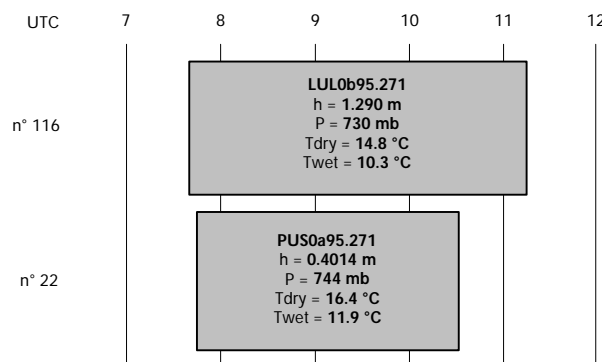 UTC 7 8 9 10 11 12
n° 116
LUL0b95.271
h = 1.290 m
P = 730 mb
Tdry = 14.8 °C
Twet = 10.3 °C
n° 22
PUS0a95.271
h = 0.4014 m
P = 744 mb
Tdry = 16.4 °C
Twet = 11.9 °C